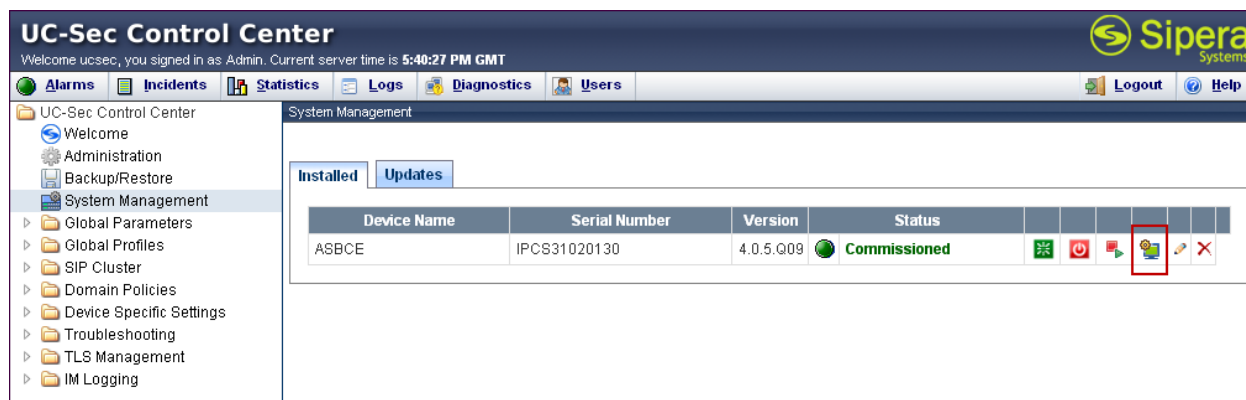 UC-Sec Control Center
Welcome ucsec, you signed in as Admin. Current server time is 5:40:27 PM GMT
Sipera
Systems
Alarms Incidents Statistics Logs Diagnostics Users Logout Help
UC-Sec Control Center
Welcome
Administration
Backup/Restore
System Management
Global Parameters
Global Profiles
SIP Cluster
Domain Policies
Device Specific Settings
Troubleshooting
TLS Management
IM Logging
System Management
Installed Updates
Device Name Serial Number Version Status
ASBCE IPCS31020130 4.0.5.Q09 Commissioned